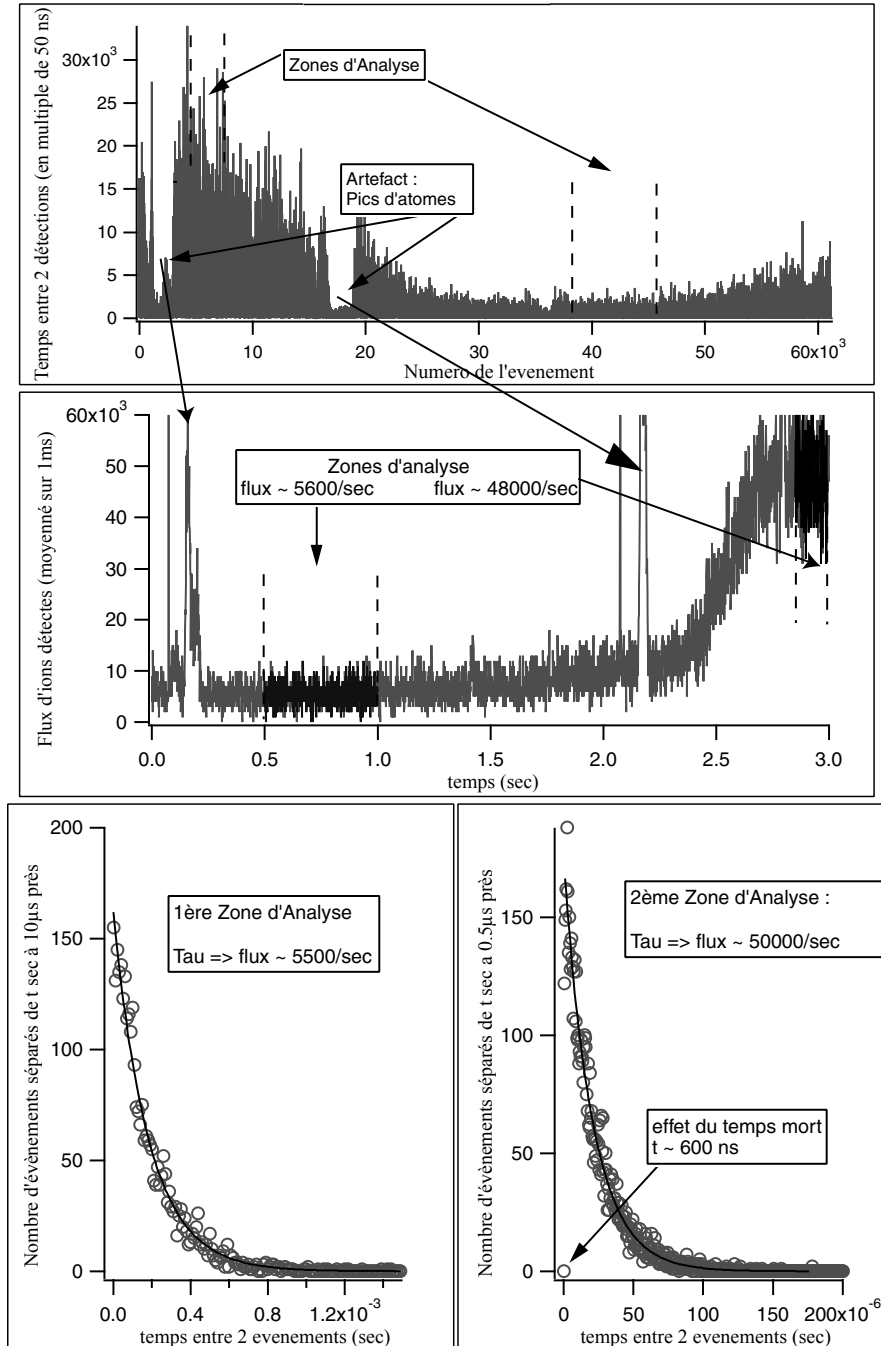 Temps entre 2 détections (en multiple de 50 ns)
30x10³
25
20
15
10
5
0
Zones d'Analyse
Artefact :
Pics d'atomes
0
10
20
30
40
50
60x10³
Numero de l'evenement
Flux d'ions détectes (moyenné sur 1ms)
60x10³
50
40
30
20
10
0
Zones d'analyse
flux ~ 5600/sec
flux ~ 48000/sec
0.0
0.5
1.0
1.5
2.0
2.5
3.0
temps (sec)
Nombre d'évènements séparés de t sec à 10µs près
200
150
100
50
0
1ère Zone d'Analyse
Tau => flux ~ 5500/sec
0.0
0.4
0.8
1.2x10⁻³
temps entre 2 evenements (sec)
Nombre d'évènements séparés de t sec a 0.5µs près
150
100
50
0
2ème Zone d'Analyse :
Tau => flux ~ 50000/sec
effet du temps mort
t ~ 600 ns
0
50
100
150
200x10⁻⁶
temps entre 2 evenements (sec)